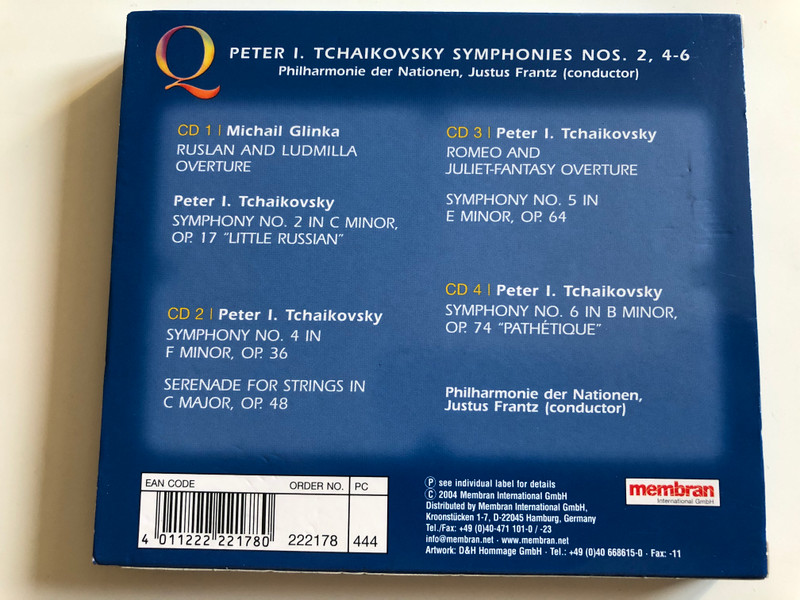 Q
PETER I. TCHAIKOVSKY SYMPHONIES NOS. 2, 4-6
Philharmonie der Nationen, Justus Frantz (conductor)
CD 1 | Michail Glinka
RUSLAN AND LUDMILLA
OVERTURE
Peter I. Tchaikovsky
SYMPHONY NO. 2 IN C MINOR,
OP. 17 "LITTLE RUSSIAN"
CD 2 | Peter I. Tchaikovsky
SYMPHONY NO. 4 IN
F MINOR, OP. 36
SERENADE FOR STRINGS IN
C MAJOR, OP. 48
CD 3 | Peter I. Tchaikovsky
ROMEO AND
JULIET-FANTASY OVERTURE
SYMPHONY NO. 5 IN
E MINOR, OP. 64
CD 4 | Peter I. Tchaikovsky
SYMPHONY NO. 6 IN B MINOR,
OP. 74 "PATHÉTIQUE"
Philharmonie der Nationen,
Justus Frantz (conductor)
EAN CODE ORDER NO. PC
4 011222 221780 222178 444
Ⓟ see individual label for details
© 2004 Membran International GmbH
Distributed by Membran International GmbH,
Kroonstücken 1-7, D-22045 Hamburg, Germany
Tel./Fax: +49 (0)40-471 101-0 / -23
info@membran.net · www.membran.net
Artwork: D&H Hommage GmbH · Tel.: +49 (0)40 668615-0 · Fax: -11
membran
International GmbH